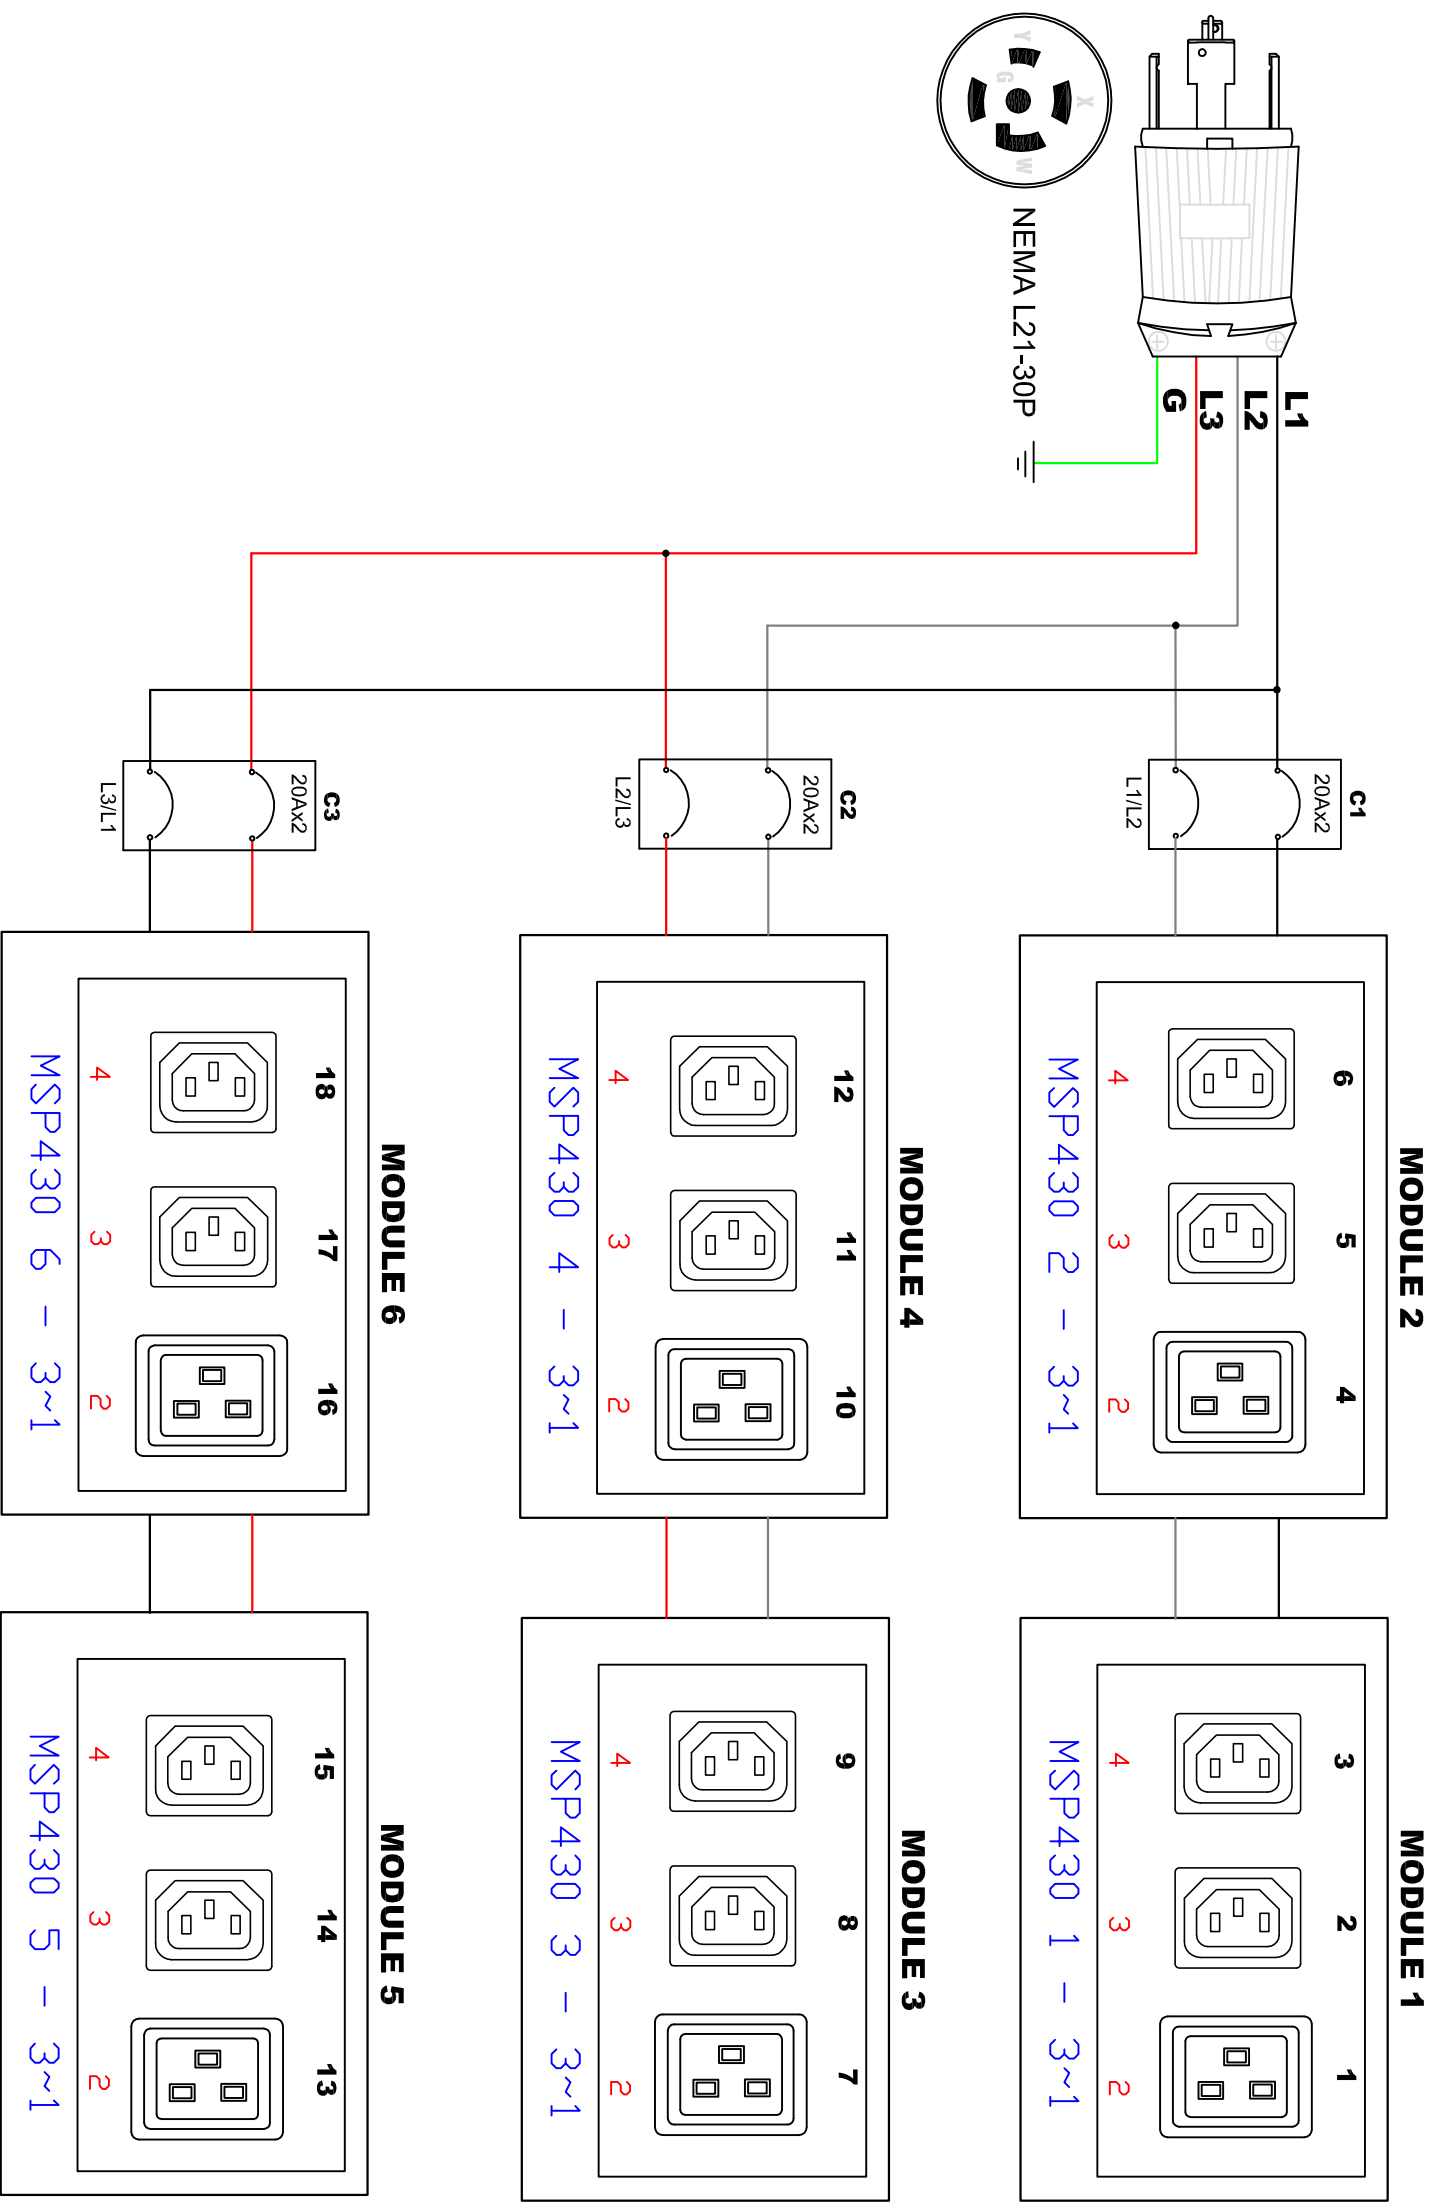 Y
X
G
W
NEMA L21-30P
L1
L2
L3
G
C1
20Ax2
L1/L2
C2
20Ax2
L2/L3
C3
20Ax2
L3/L1
MODULE 2
6
5
4
4
3
2
MSP430 2 - 3~1
MODULE 1
3
2
1
4
3
2
MSP430 1 - 3~1
MODULE 4
12
11
10
4
3
2
MSP430 4 - 3~1
MODULE 3
9
8
7
4
3
2
MSP430 3 - 3~1
MODULE 6
18
17
16
4
3
2
MSP430 6 - 3~1
MODULE 5
15
14
13
4
3
2
MSP430 5 - 3~1